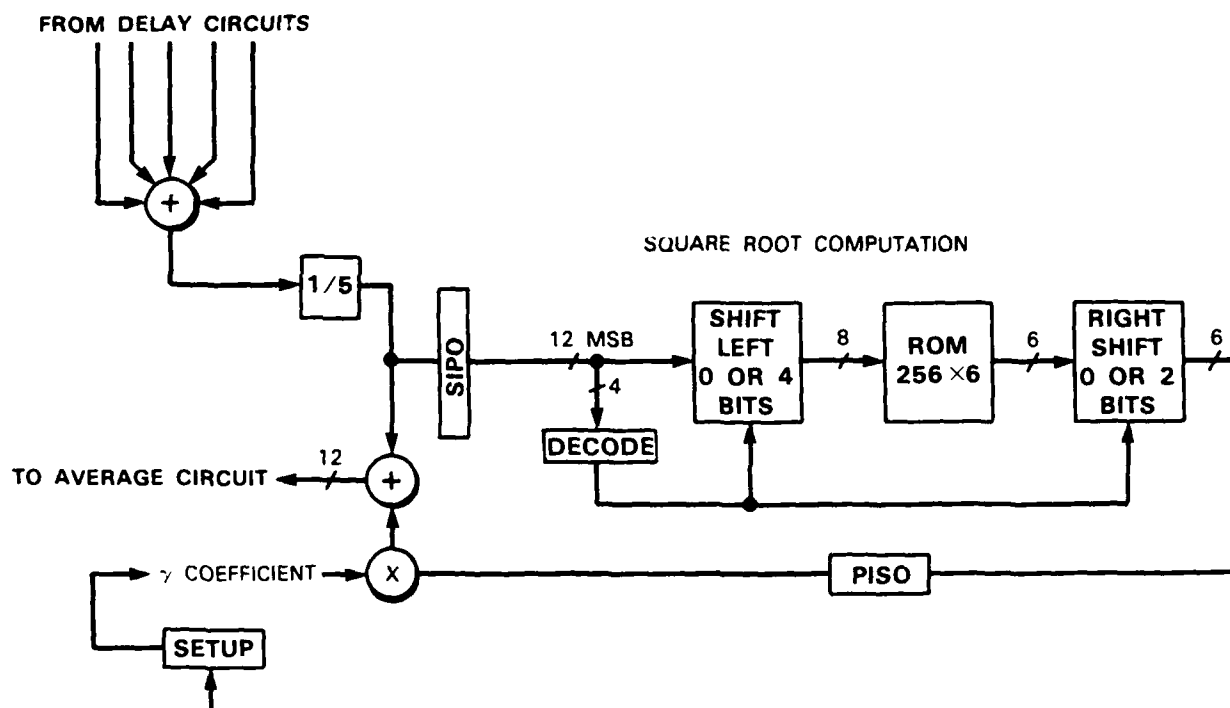 FROM DELAY CIRCUITS
+
SQUARE ROOT COMPUTATION
1/5
SIPO
12 MSB
4
DECODE
SHIFT
LEFT
0 OR 4
BITS
8
ROM
256 ×6
6
RIGHT
SHIFT
0 OR 2
BITS
6
TO AVERAGE CIRCUIT
12
+
γ COEFFICIENT
X
PISO
SETUP